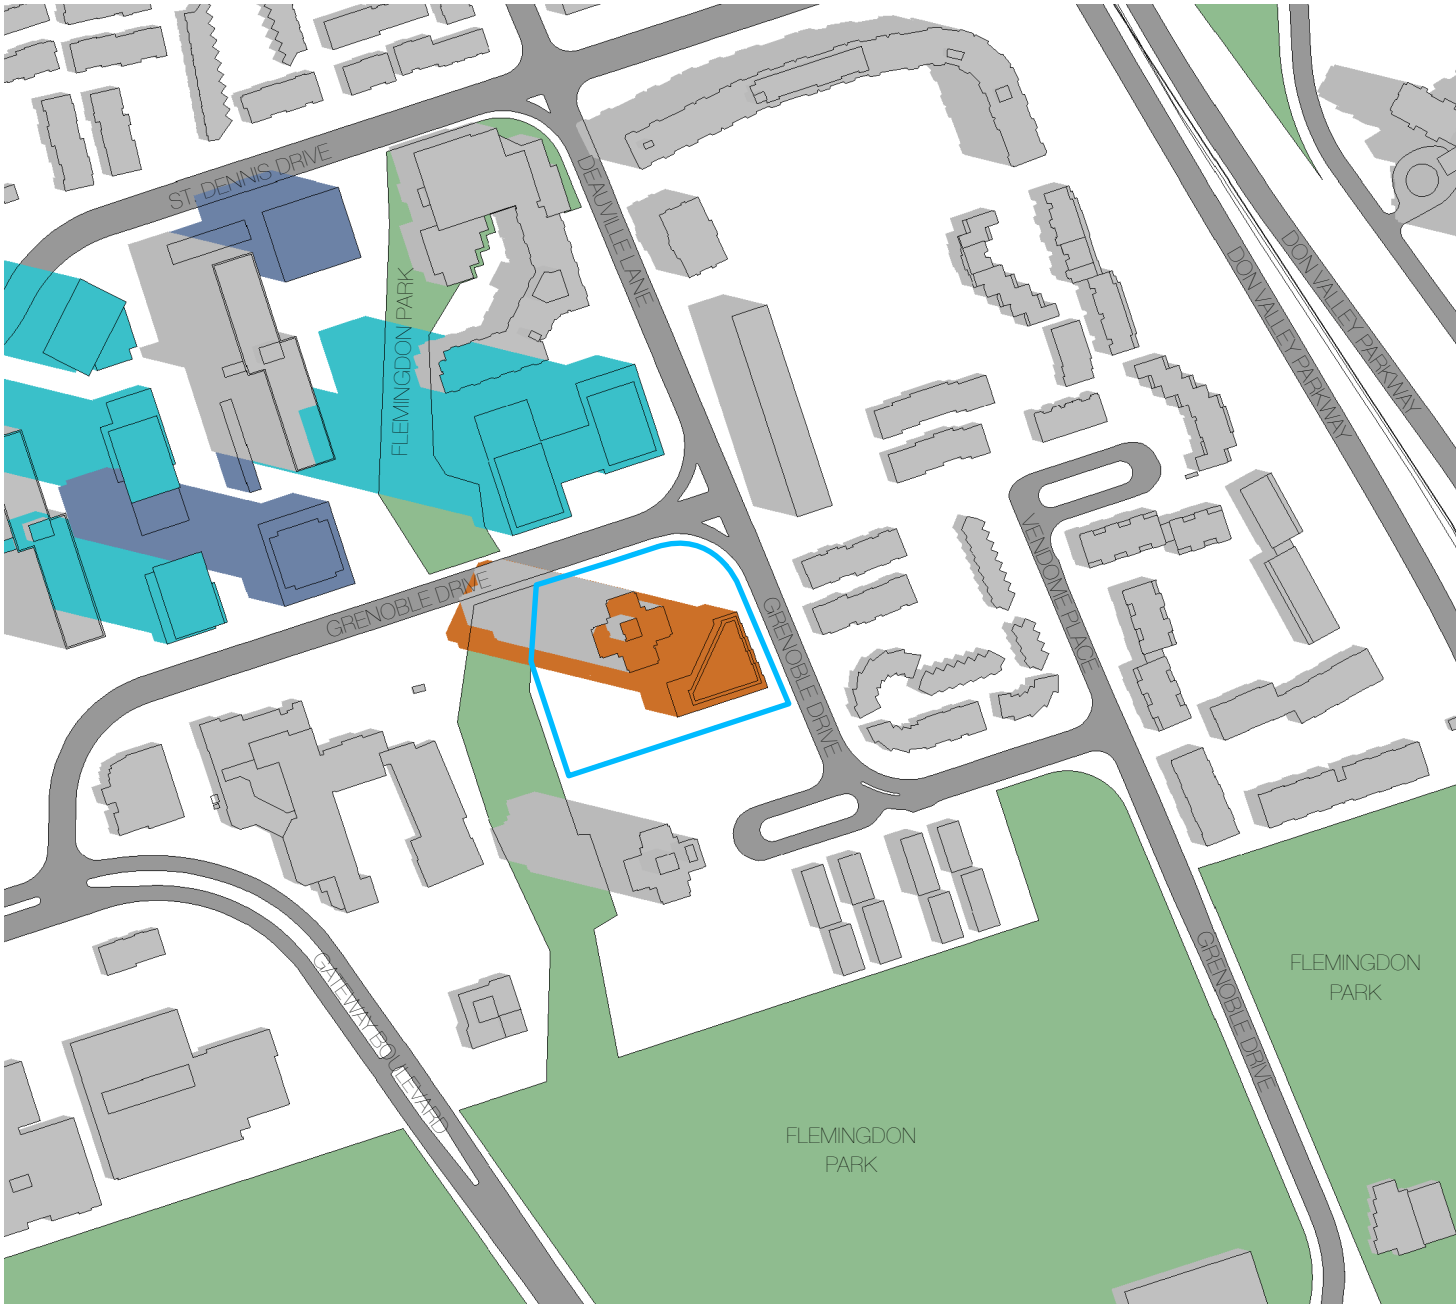 ST. DENNIS DRIVE
DEAUVILLE LANE
DON VALLEY PARKWAY
DON VALLEY PARKWAY
FLEMINGDON PARK
GRENOBLE DRIVE
GRENOBLE DRIVE
VENDOME PLACE
GATEWAY BOULEVARD
GRENOBLE DRIVE
FLEMINGDON
PARK
FLEMINGDON
PARK